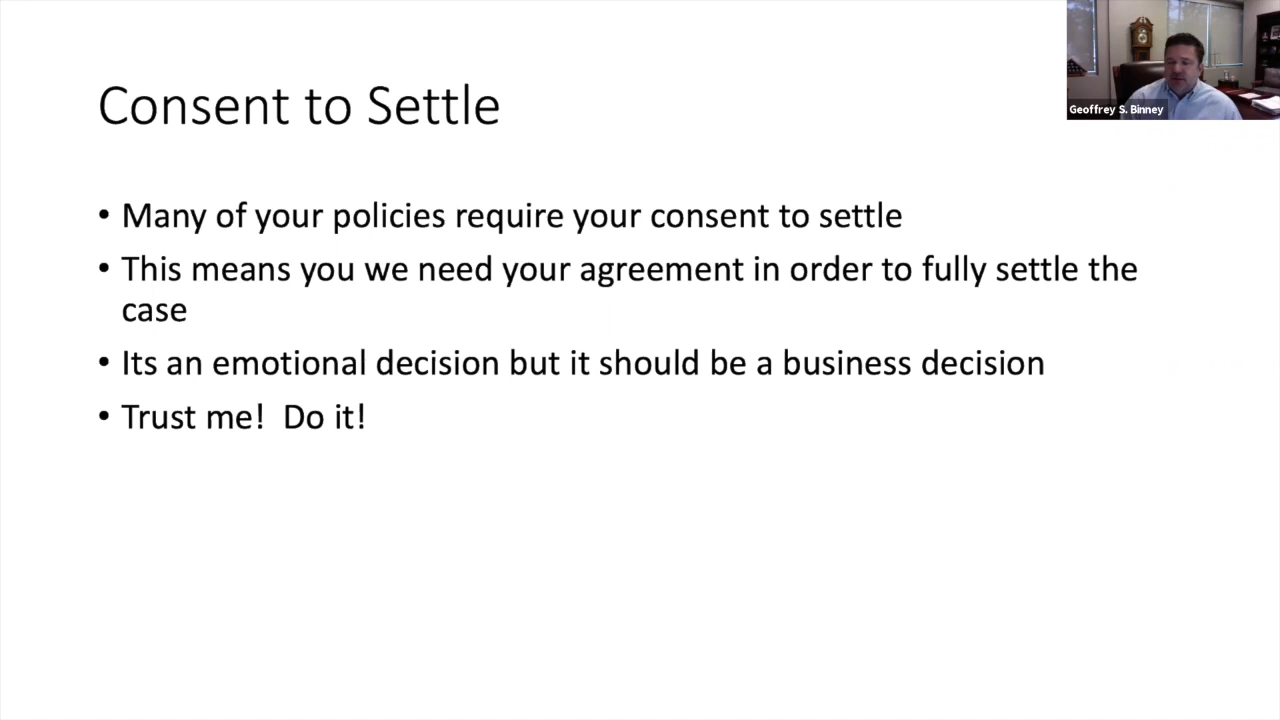 Consent to Settle
Geoffrey S. Binney
• Many of your policies require your consent to settle
• This means you we need your agreement in order to fully settle the
case
• Its an emotional decision but it should be a business decision
• Trust me!  Do it!